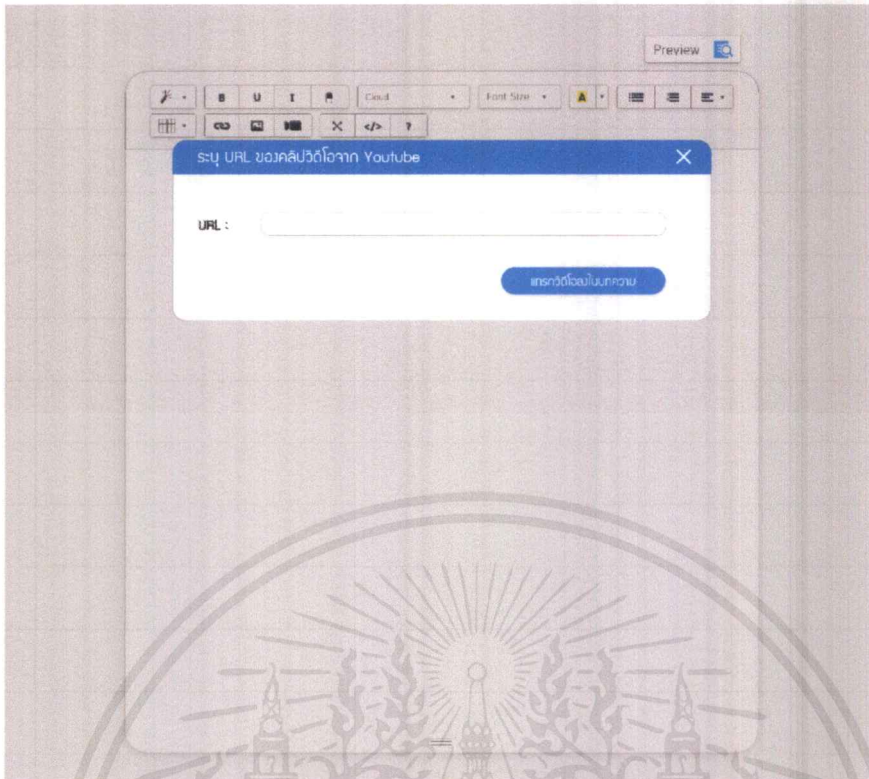 Preview
B U I Cloud Font Size A
</> ?
ระบุ URL ของคลิปวิดีโอจาก Youtube
URL :
แทรกวิดีโอลงในบทความ